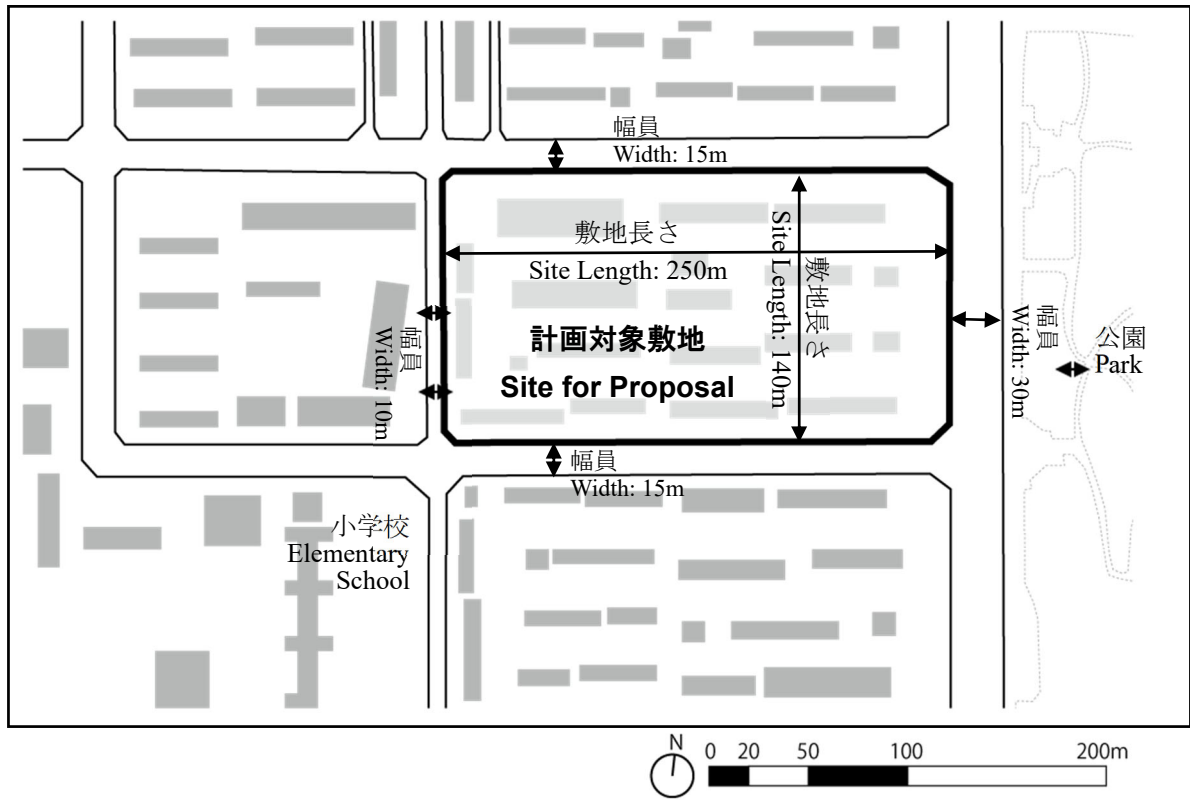 幅員
Width: 15m
敷地長さ
Site Length: 250m
敷地長さ
Site Length: 140m
計画対象敷地
Site for Proposal
幅員
Width: 10m
幅員
Width: 30m
公園
Park
幅員
Width: 15m
小学校
Elementary
School
N
0 20 50 100 200m